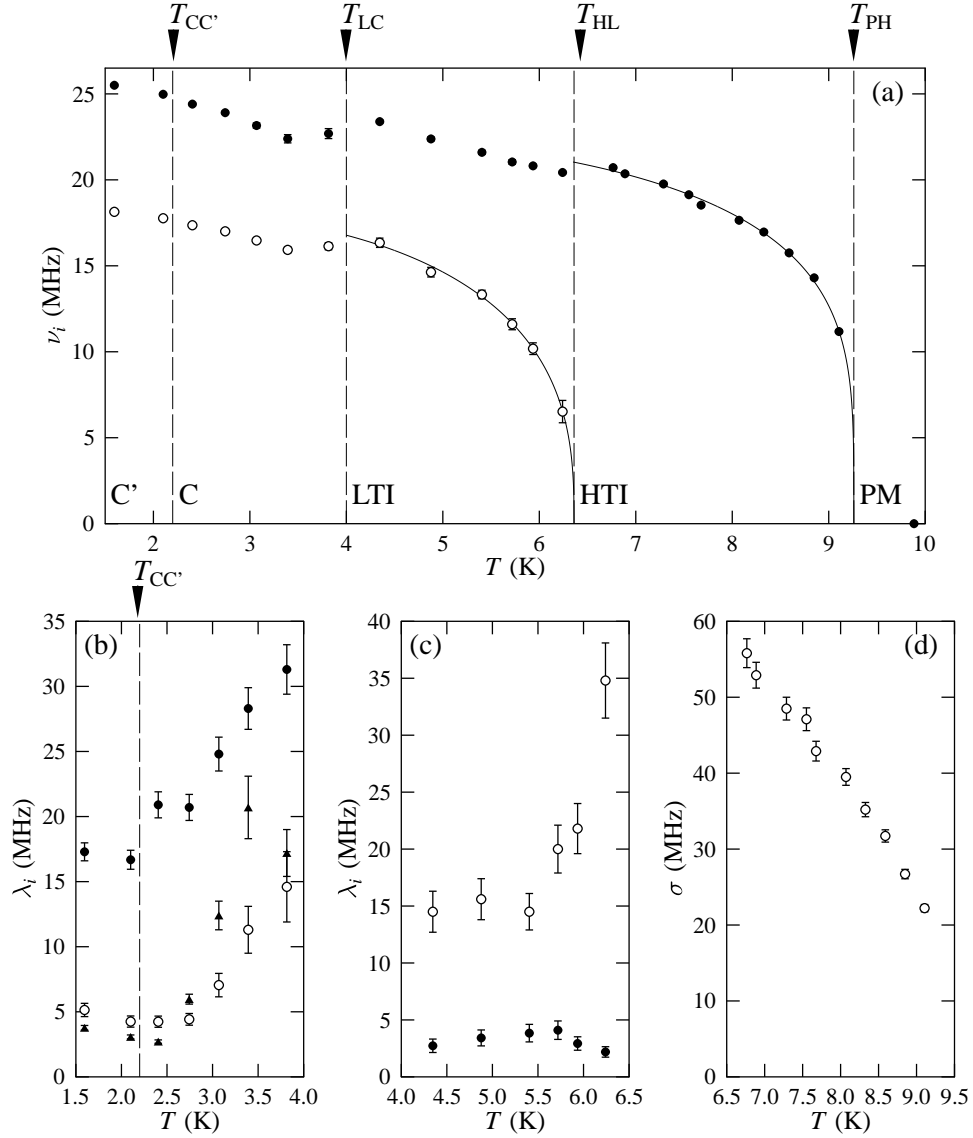 T_CC' T_LC T_HL T_PH
(a)
25
20
15
10
5
0
ν_i (MHz)
C' C LTI HTI PM
2 3 4 5 6 7 8 9 10
T (K)
T_CC'
(b)
35
30
25
20
15
10
5
0
λ_i (MHz)
1.5 2.0 2.5 3.0 3.5 4.0
T (K)
(c)
40
35
30
25
20
15
10
5
0
λ_i (MHz)
4.0 4.5 5.0 5.5 6.0 6.5
T (K)
(d)
60
50
40
30
20
10
0
σ (MHz)
6.5 7.0 7.5 8.0 8.5 9.0 9.5
T (K)